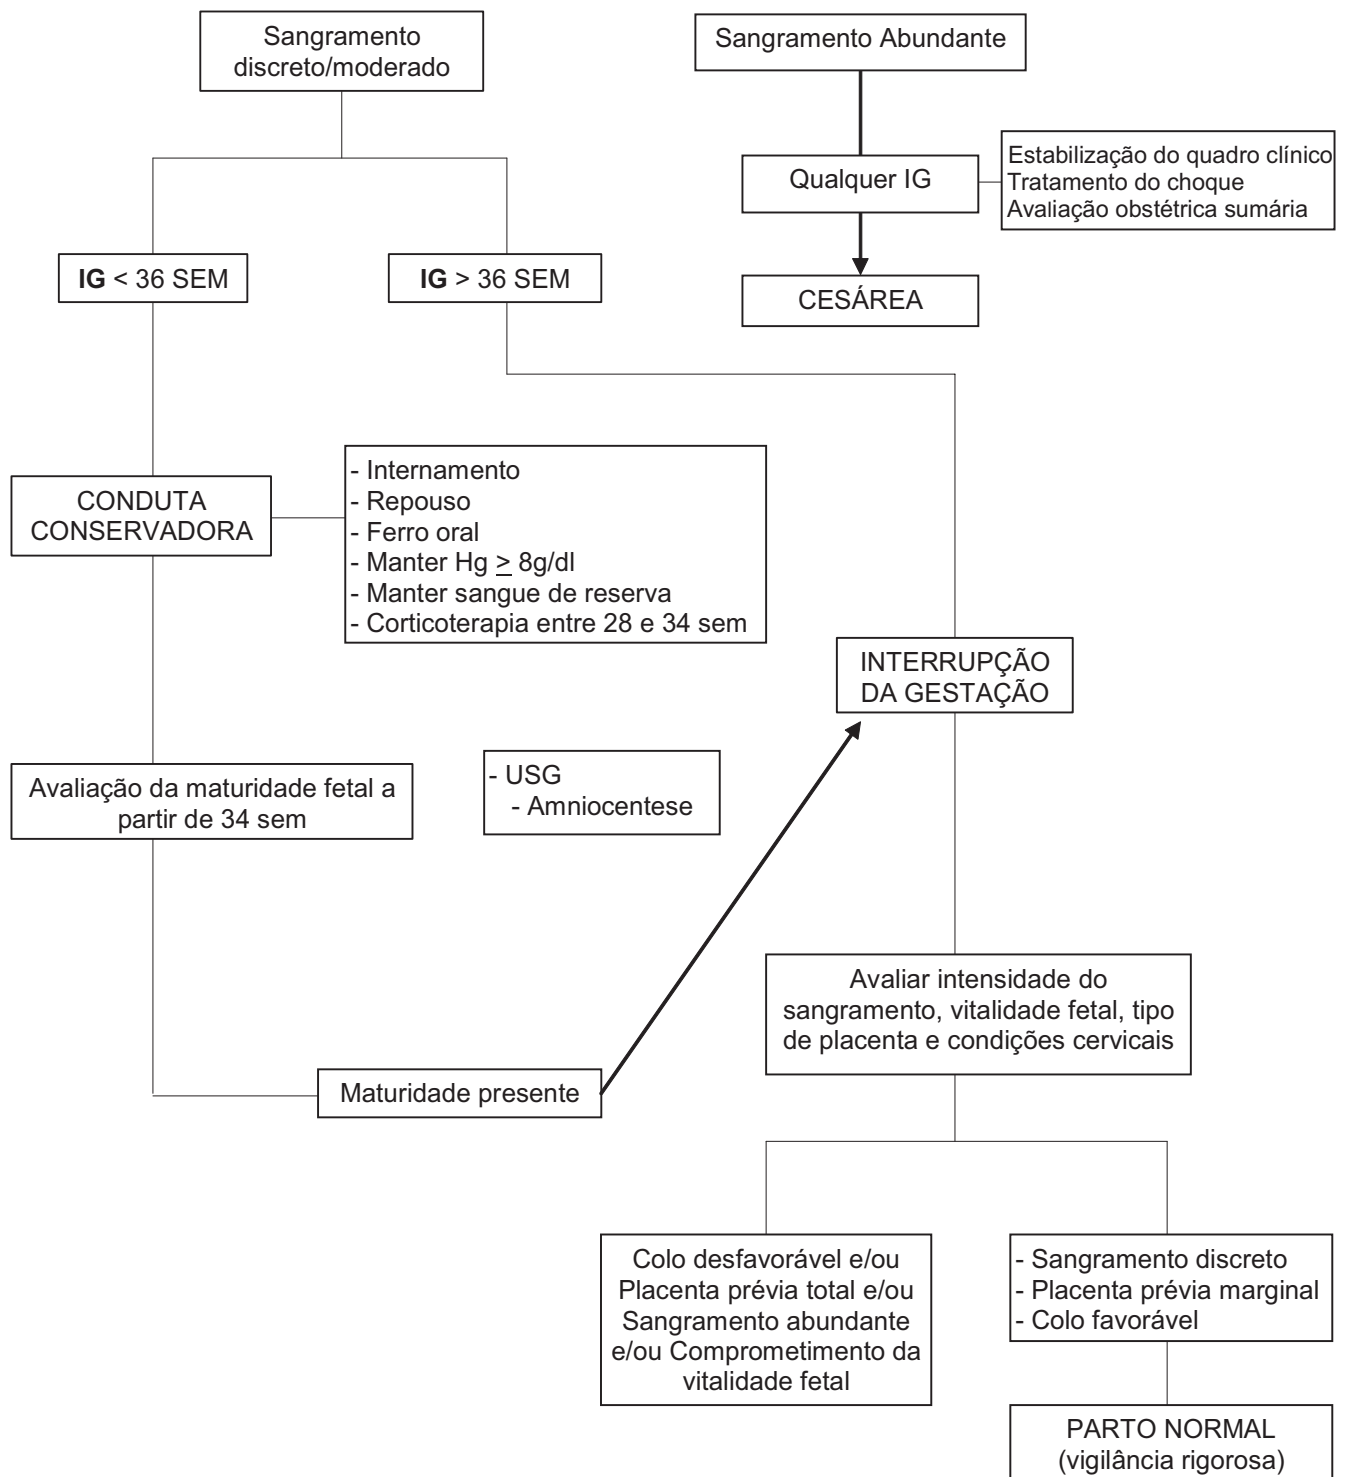 Sangramento
discreto/moderado
Sangramento Abundante
Qualquer IG
Estabilização do quadro clínico
Tratamento do choque
Avaliação obstétrica sumária
IG < 36 SEM
IG > 36 SEM
CESÁREA
CONDUTA
CONSERVADORA
- Internamento
- Repouso
- Ferro oral
- Manter Hg ≥ 8g/dl
- Manter sangue de reserva
- Corticoterapia entre 28 e 34 sem
INTERRUPÇÃO
DA GESTAÇÃO
Avaliação da maturidade fetal a
partir de 34 sem
- USG
- Amniocentese
Avaliar intensidade do
sangramento, vitalidade fetal, tipo
de placenta e condições cervicais
Maturidade presente
Colo desfavorável e/ou
Placenta prévia total e/ou
Sangramento abundante
e/ou Comprometimento da
vitalidade fetal
- Sangramento discreto
- Placenta prévia marginal
- Colo favorável
PARTO NORMAL
(vigilância rigorosa)